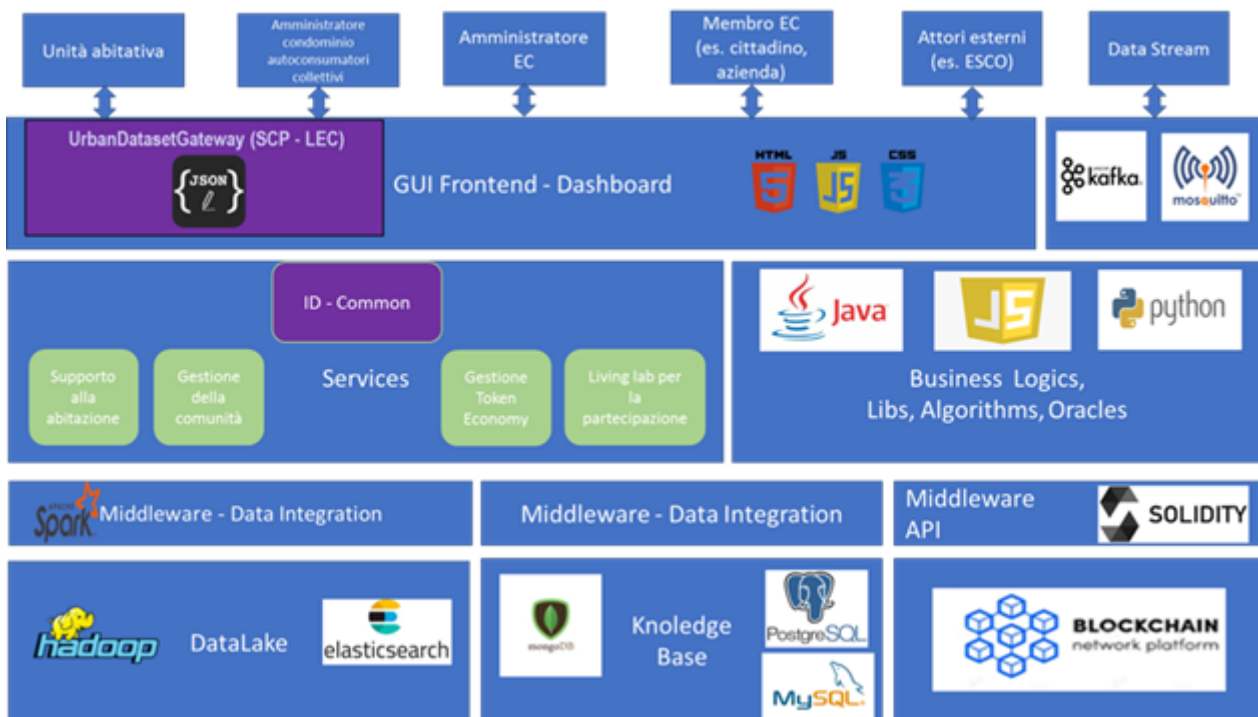 Unità abitativa
Amministratore
condominio
autoconsumatori
collettivi
Amministratore
EC
Membro EC
(es. cittadino,
azienda)
Attori esterni
(es. ESCO)
Data Stream
UrbanDatasetGateway (SCP - LEC)
{JSON}
GUI Frontend - Dashboard
HTML
5
JS
JS
CSS
3
kafka
mosquitto
ID - Common
Supporto
alla
abitazione
Gestione
della
comunità
Services
Gestione
Token
Economy
Living lab per
la
partecipazione
Java
JS
python
Business Logics,
Libs, Algorithms, Oracles
APACHE
Spark
Middleware - Data Integration
Middleware - Data Integration
Middleware
API
SOLIDITY
hadoop
DataLake
elasticsearch
mongoDB
Knoledge
Base
PostgreSQL
MySQL
BLOCKCHAIN
network platform